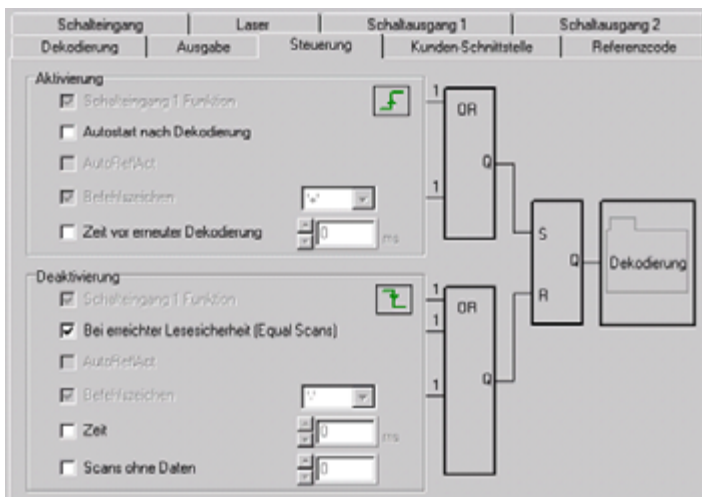 Schalteingang
Laser
Schaltausgang 1
Schaltausgang 2
Dekodierung
Ausgabe
Steuerung
Kunden-Schnittstelle
Referenzcode
Aktivierung
Schalteingang 1 Funktion
Autostart nach Dekodierung
AutoReflAct
Befehlszeichen
'+'
Zeit vor erneuter Dekodierung
0
ms
1
OR
1
Q
Deaktivierung
Schalteingang 1 Funktion
Bei erreichter Lesesicherheit (Equal Scans)
AutoReflAct
Befehlszeichen
Zeit
0
ms
Scans ohne Daten
0
1
1
OR
1
Q
S
Q
R
Dekodierung